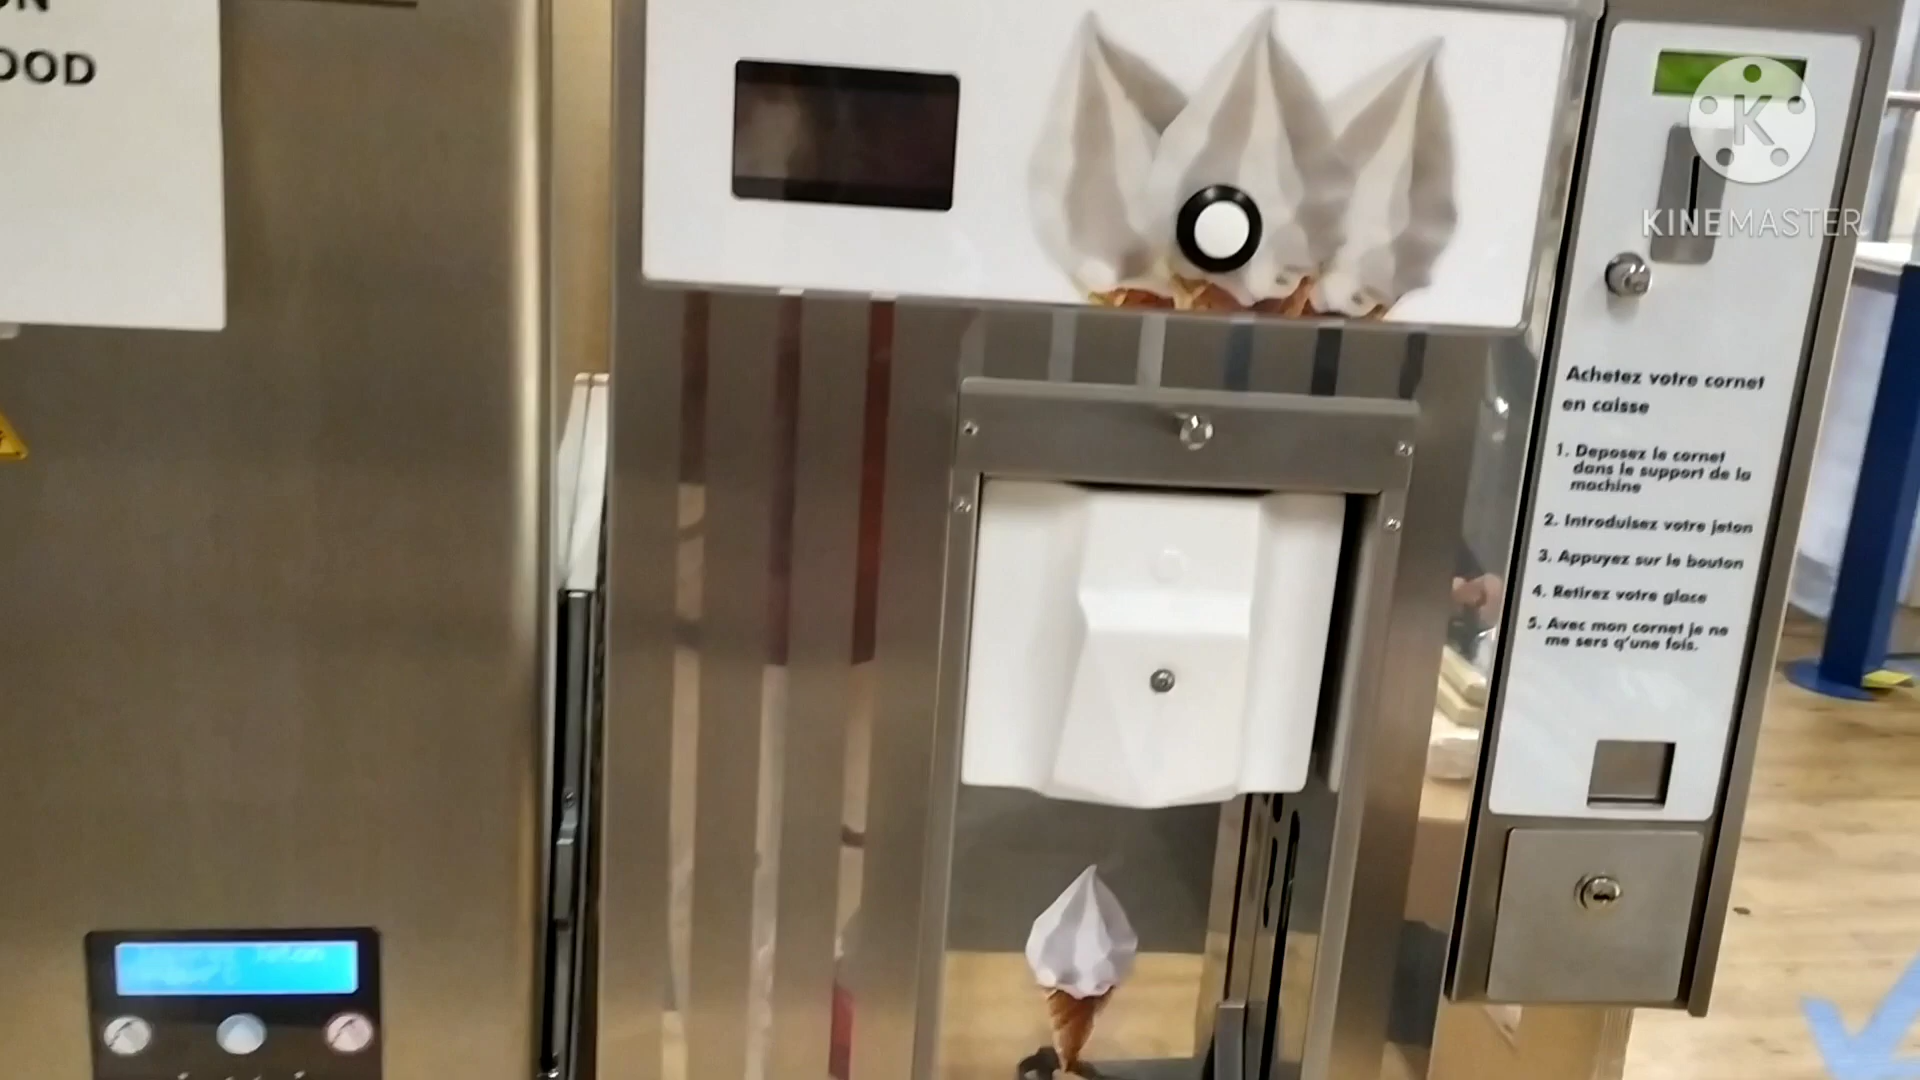 OOD
KINEMASTER
Achetez votre cornet
en caisse
1. Deposez le cornet
dans le support de la
machine
2. Introduisez votre jeton
3. Appuyez sur le bouton
4. Retirez votre glace
5. Avec mon cornet je ne
me sers q'une fois.